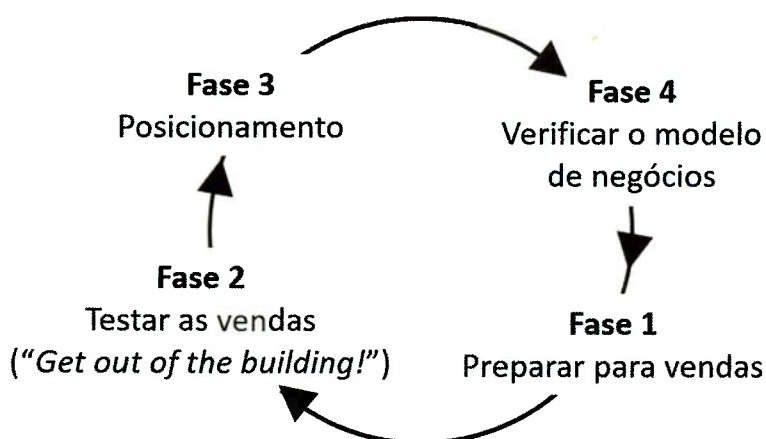 Fase 3
Posicionamento
Fase 4
Verificar o modelo
de negócios
Fase 2
Testar as vendas
("Get out of the building!")
Fase 1
Preparar para vendas